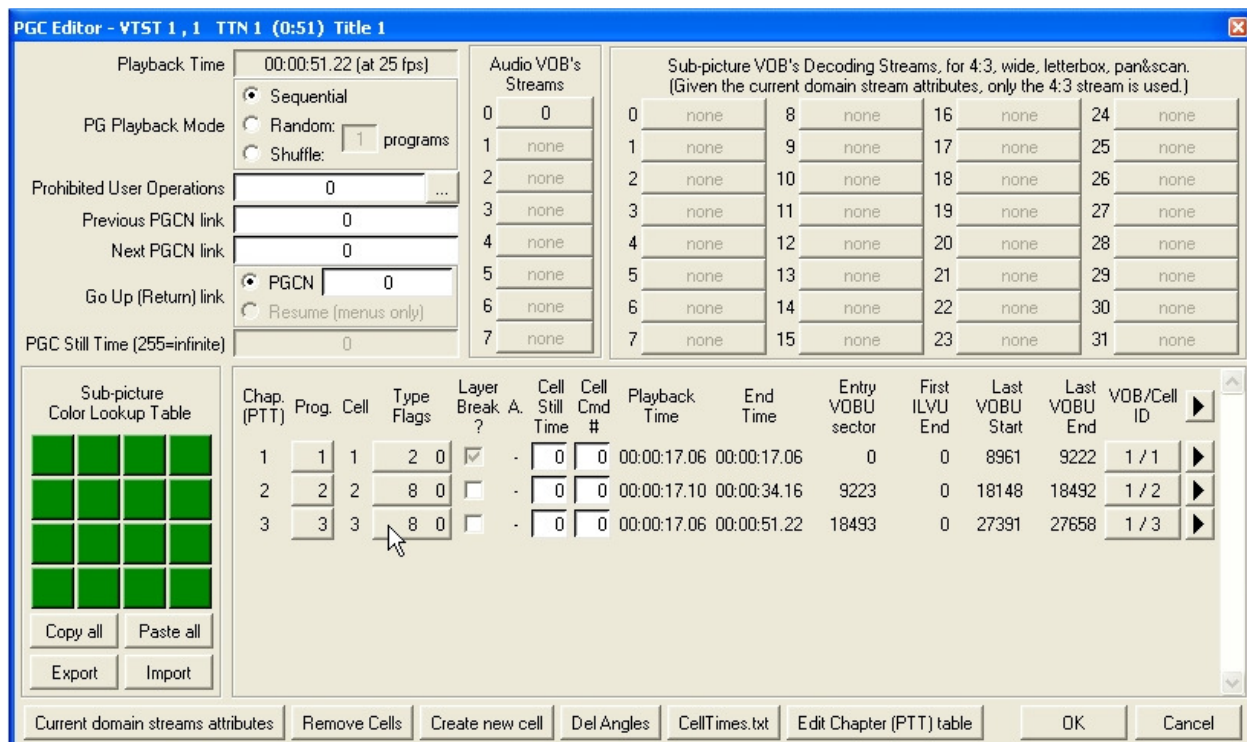 PGC Editor - VTST 1 , 1 TTN 1 (0:51) Title 1
Playback Time 00:00:51.22 (at 25 fps)
PG Playback Mode
Sequential
Random:
Shuffle:
1 programs
Prohibited User Operations 0 ...
Previous PGCN link 0
Next PGCN link 0
Go Up (Return) link
PGCN 0
Resume (menus only)
PGC Still Time (255=infinite) 0
Audio VOB's
Streams
0 0
1 none
2 none
3 none
4 none
5 none
6 none
7 none
Sub-picture VOB's Decoding Streams, for 4:3, wide, letterbox, pan&scan.
(Given the current domain stream attributes, only the 4:3 stream is used.)
0 none 8 none 16 none 24 none
1 none 9 none 17 none 25 none
2 none 10 none 18 none 26 none
3 none 11 none 19 none 27 none
4 none 12 none 20 none 28 none
5 none 13 none 21 none 29 none
6 none 14 none 22 none 30 none
7 none 15 none 23 none 31 none
Sub-picture
Color Lookup Table
Copy all Paste all
Export Import
Chap. (PTT) Prog. Cell Type Flags Layer Break ? A. Cell Still Time Cell Cmd # Playback Time End Time Entry VOBU sector First ILVU End Last VOBU Start Last VOBU End VOB/Cell ID
1 1 1 2 0 - 0 0 00:00:17.06 00:00:17.06 0 0 8961 9222 1 / 1
2 2 2 8 0 - 0 0 00:00:17.10 00:00:34.16 9223 0 18148 18492 1 / 2
3 3 3 8 0 - 0 0 00:00:17.06 00:00:51.22 18493 0 27391 27658 1 / 3
Current domain streams attributes Remove Cells Create new cell Del Angles CellTimes.txt Edit Chapter (PTT) table OK Cancel